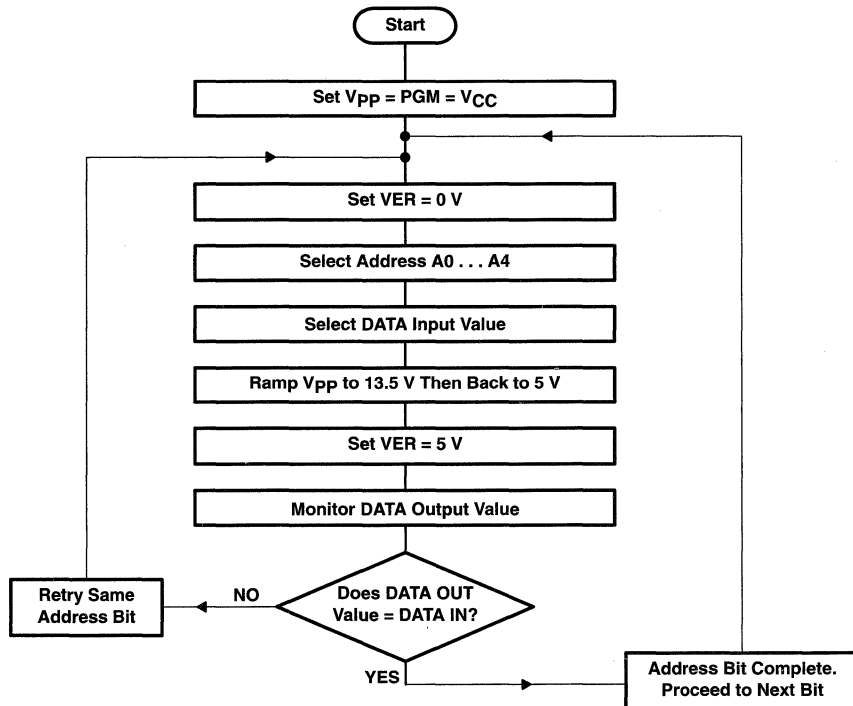 Start
Set VPP = PGM = VCC
Set VER = 0 V
Select Address A0 . . . A4
Select DATA Input Value
Ramp VPP to 13.5 V Then Back to 5 V
Set VER = 5 V
Monitor DATA Output Value
Does DATA OUT
Value = DATA IN?
NO
Retry Same
Address Bit
YES
Address Bit Complete.
Proceed to Next Bit